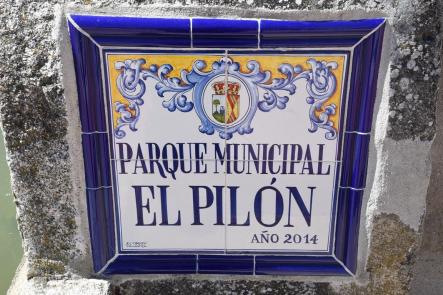 PARQUE MUNICIPAL
EL PILÓN
AÑO 2014